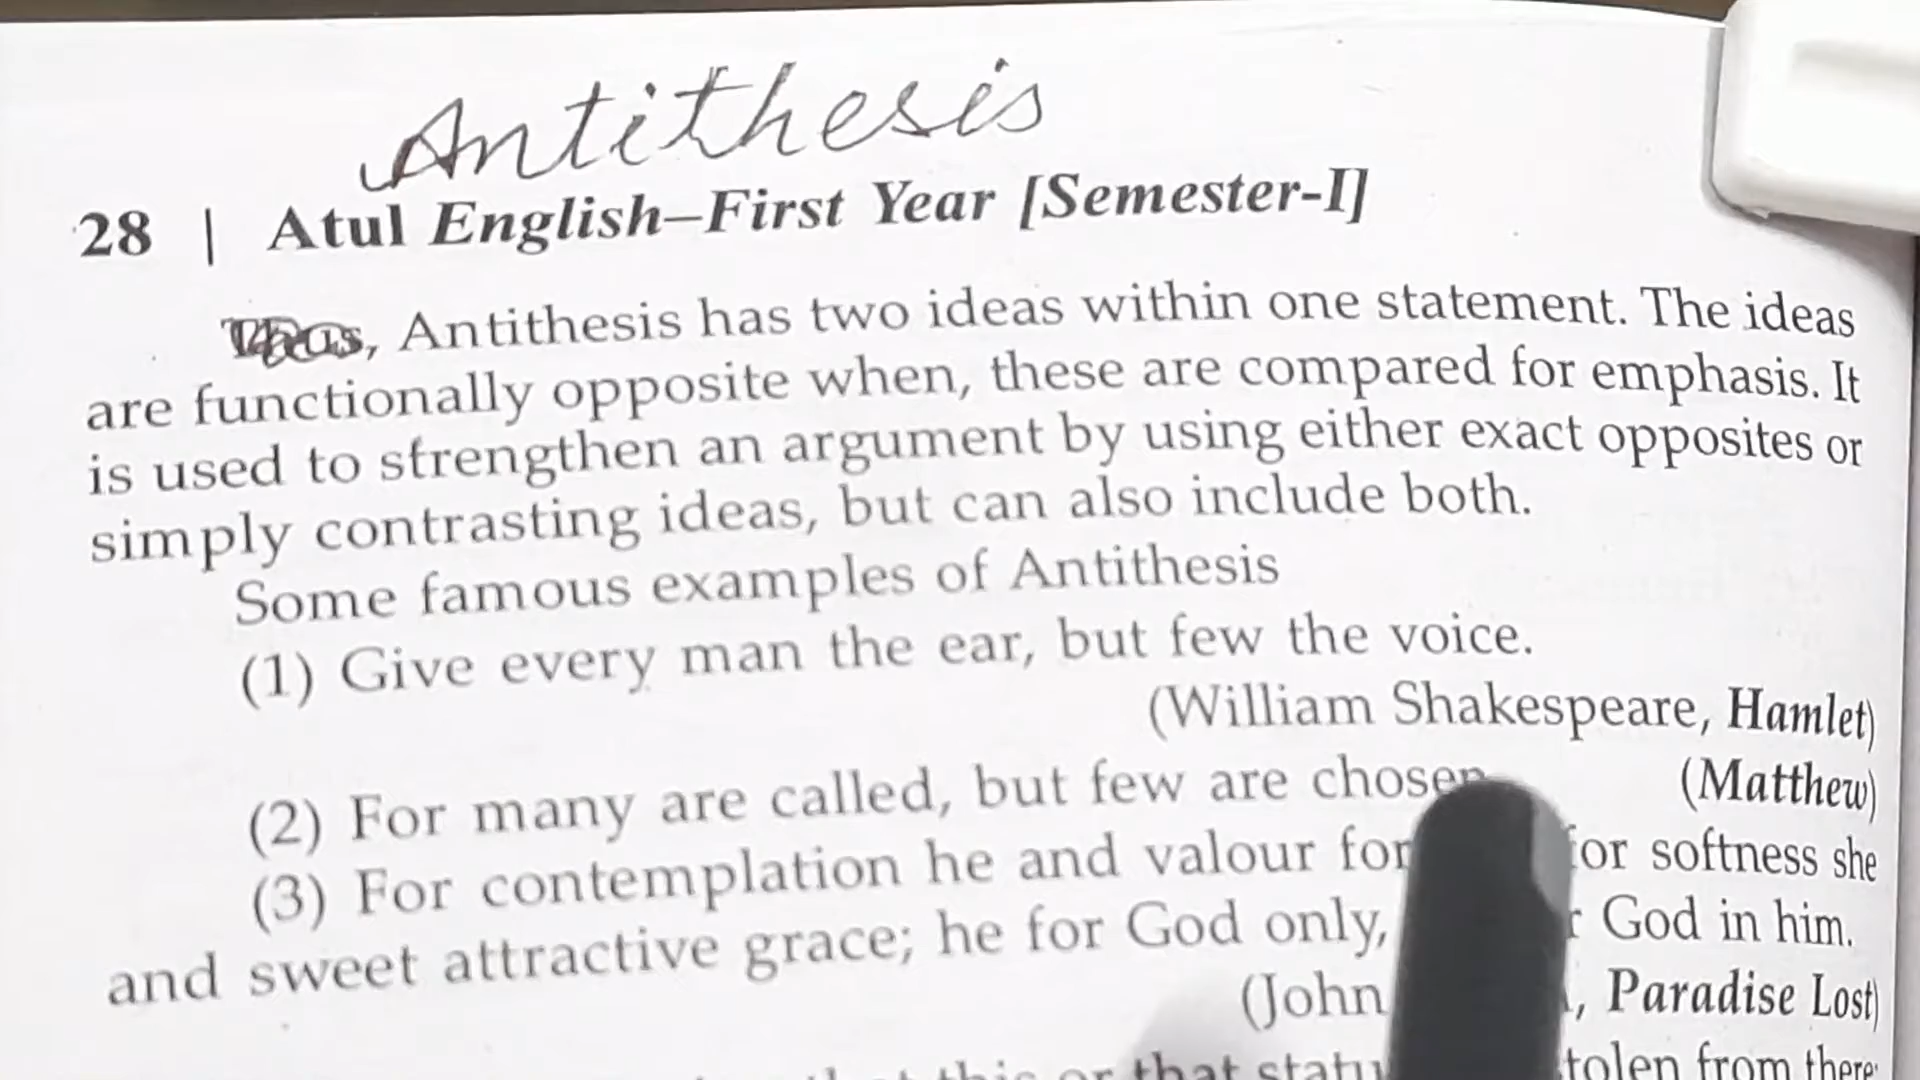 Antithesis
28 | Atul English–First Year [Semester-I]
Thus, Antithesis has two ideas within one statement. The ideas
are functionally opposite when, these are compared for emphasis. It
is used to strengthen an argument by using either exact opposites or
simply contrasting ideas, but can also include both.
Some famous examples of Antithesis
(1) Give every man the ear, but few the voice.
(William Shakespeare, Hamlet)
(2) For many are called, but few are chosen
(Matthew)
(3) For contemplation he and valour for softness she
and sweet attractive grace; he for God only, God in him.
(John , Paradise Lost)
this or that